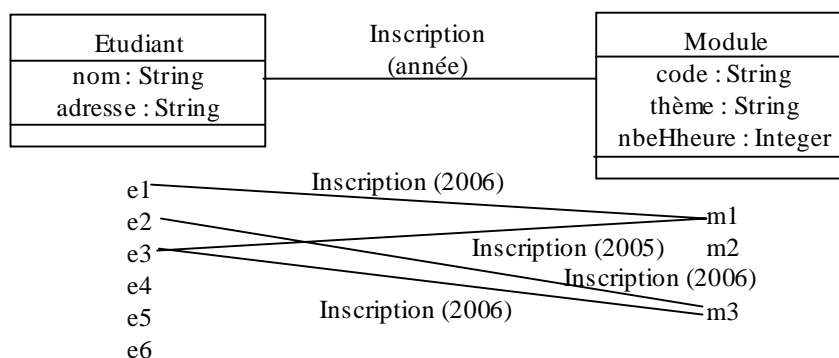 Etudiant
nom : String
adresse : String
Inscription
(année)
Module
code : String
thème : String
nbeHheure : Integer
e1
Inscription (2006)
e2
m1
e3
Inscription (2005)
m2
e4
Inscription (2006)
e5
Inscription (2006)
m3
e6